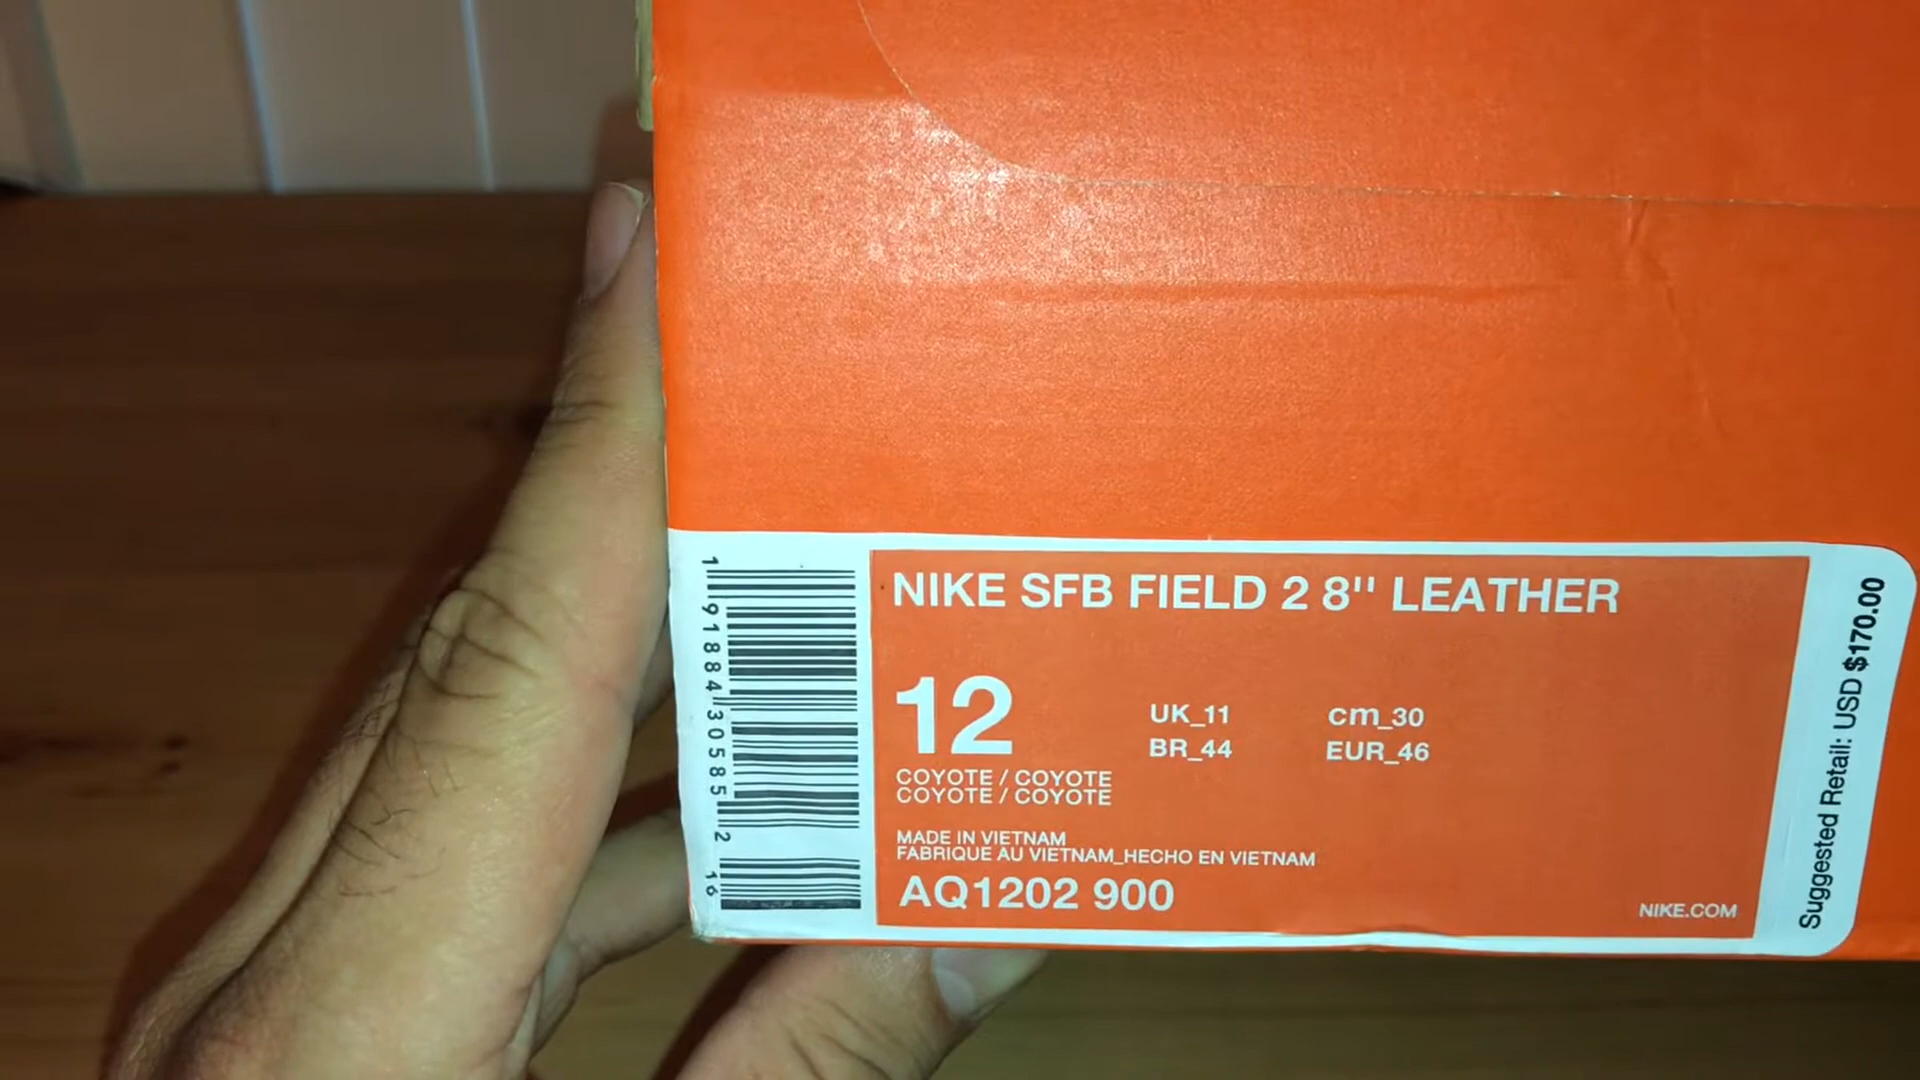 NIKE SFB FIELD 2 8'' LEATHER
12
UK_11 cm_30
BR_44 EUR_46
COYOTE / COYOTE
COYOTE / COYOTE
MADE IN VIETNAM
FABRIQUE AU VIETNAM_HECHO EN VIETNAM
AQ1202 900
NIKE.COM
1 91884 30585 2 16
Suggested Retail: USD $170.00